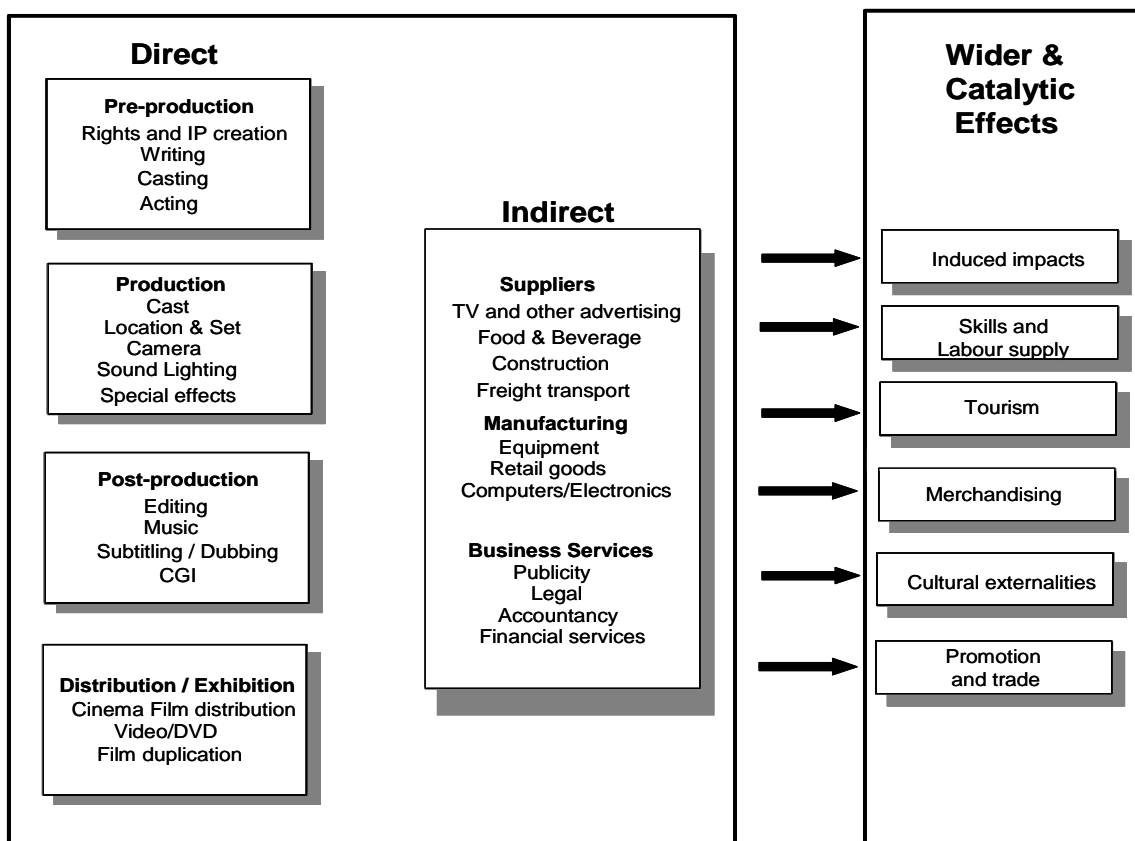 Direct
Pre-production
Rights and IP creation
Writing
Casting
Acting
Production
Cast
Location & Set
Camera
Sound Lighting
Special effects
Post-production
Editing
Music
Subtitling / Dubbing
CGI
Distribution / Exhibition
Cinema Film distribution
Video/DVD
Film duplication
Indirect
Suppliers
TV and other advertising
Food & Beverage
Construction
Freight transport
Manufacturing
Equipment
Retail goods
Computers/Electronics
Business Services
Publicity
Legal
Accountancy
Financial services
Wider &
Catalytic
Effects
Induced impacts
Skills and
Labour supply
Tourism
Merchandising
Cultural externalities
Promotion
and trade